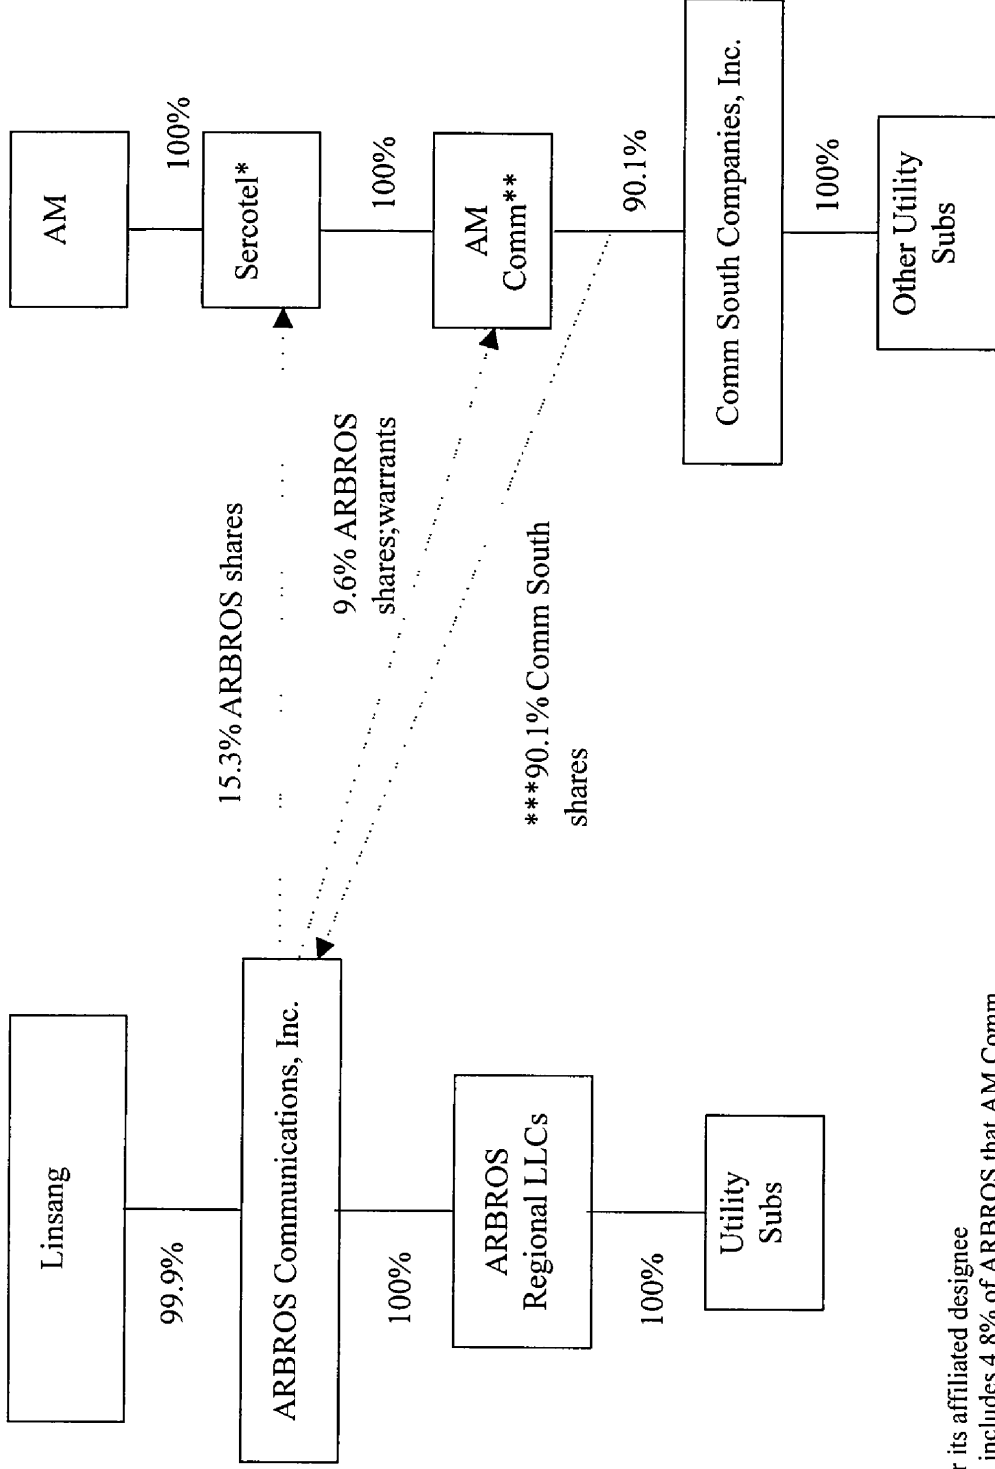 Linsang
99.9%
ARBROS Communications, Inc.
100%
ARBROS
Regional LLCs
100%
Utility
Subs
15.3% ARBROS shares
9.6% ARBROS
shares;warrants
***90.1% Comm South
shares
AM
100%
Sercotel*
100%
AM
Comm**
90.1%
Comm South Companies, Inc.
100%
Other Utility
Subs
its affiliated designee
includes 4.8% of ARBROS that AM Comm